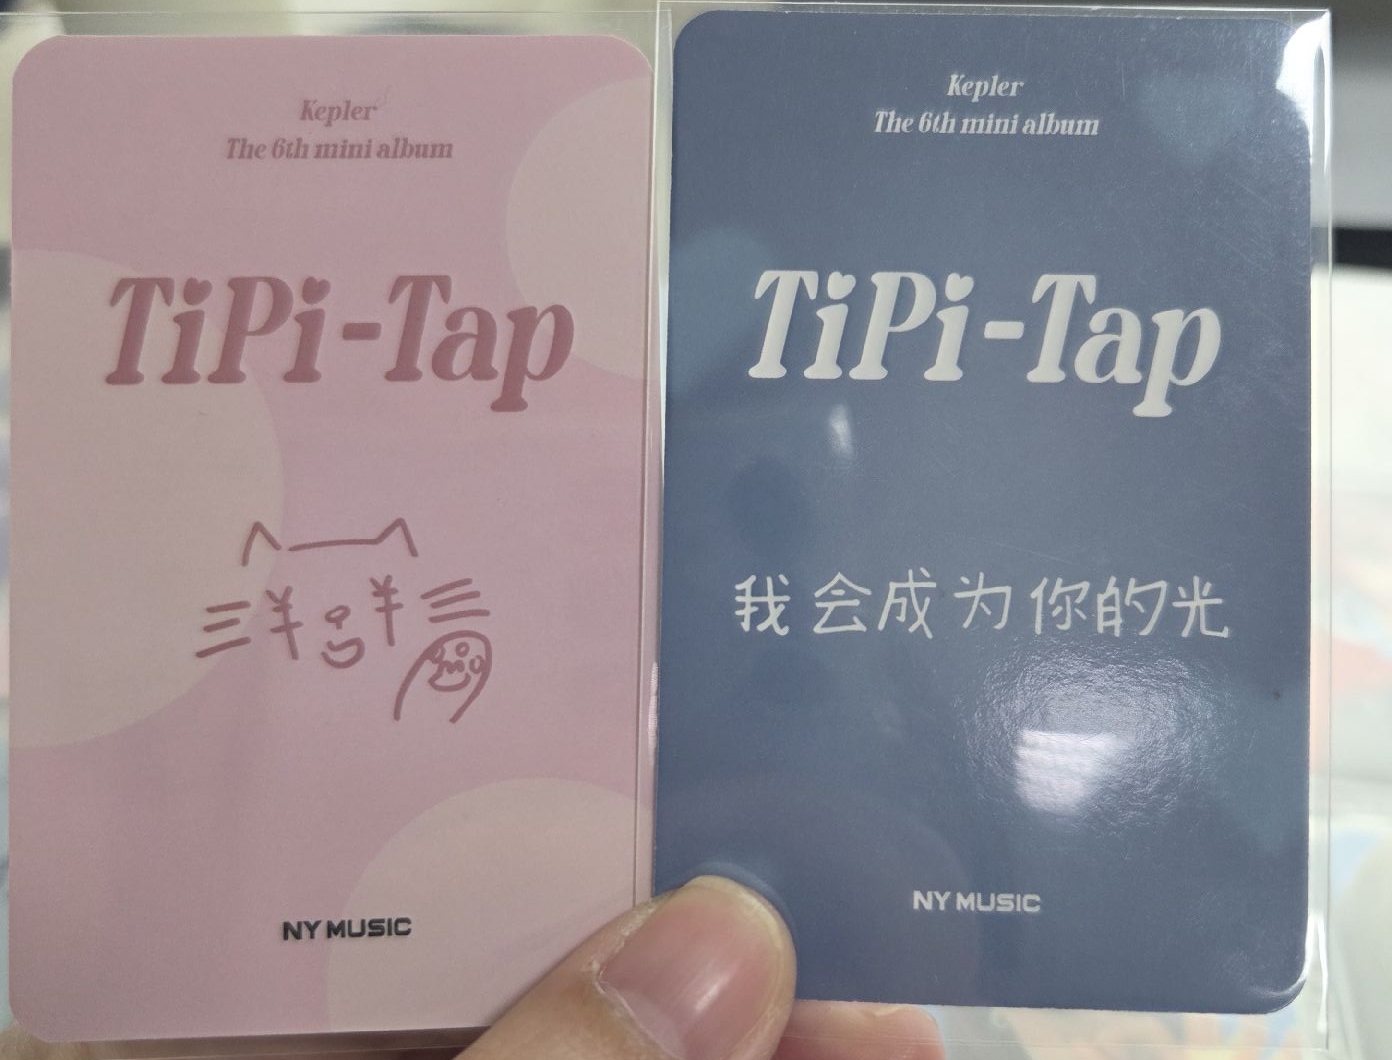 Kepler
The 6th mini album
TiPi-Tap
NY MUSIC
Kepler
The 6th mini album
TiPi-Tap
我会成为你的光
NY MUSIC